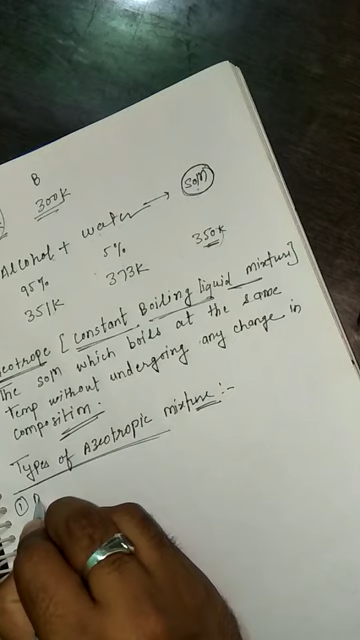 B
300K
Alcohol + water → soln
95% 5%
351K 373K 350K
Azeotrope [Constant Boiling liquid mixture]
The soln which boils at the same
temp without undergoing any change in
composition.
Types of Azeotropic mixture :-
①